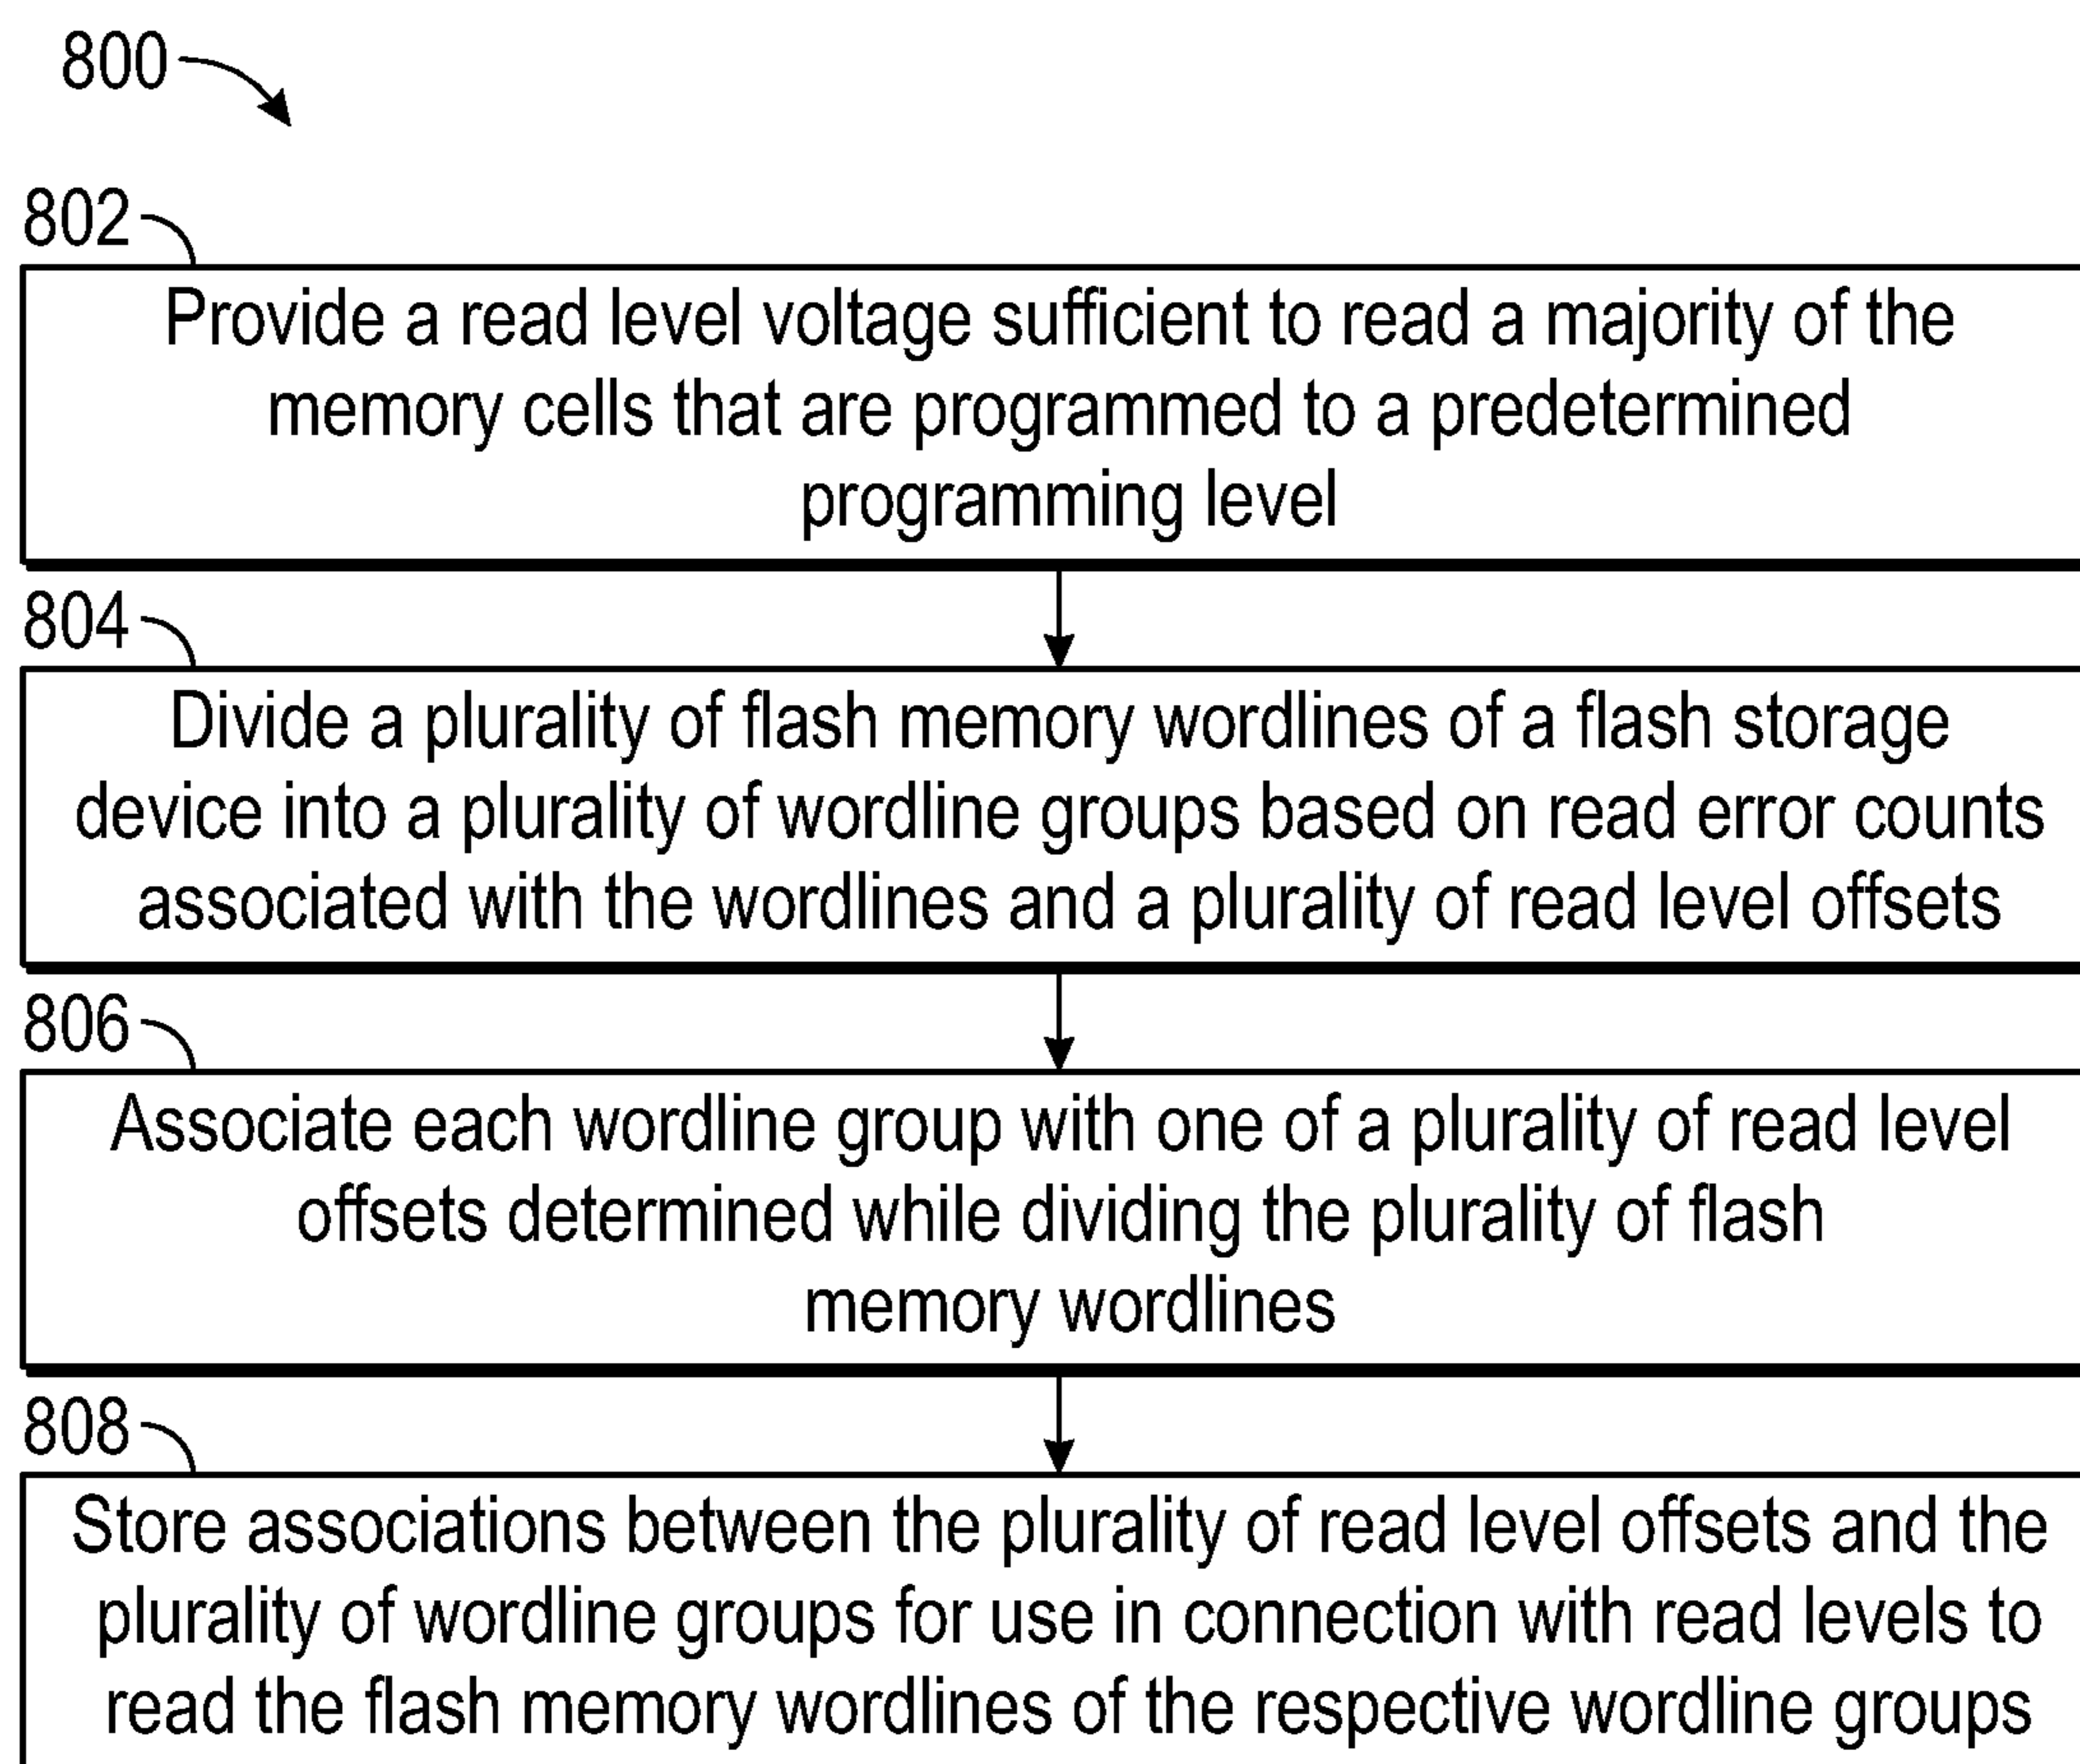 800
802
Provide a read level voltage sufficient to read a majority of the
memory cells that are programmed to a predetermined
programming level
804
Divide a plurality of flash memory wordlines of a flash storage
device into a plurality of wordline groups based on read error counts
associated with the wordlines and a plurality of read level offsets
806
Associate each wordline group with one of a plurality of read level
offsets determined while dividing the plurality of flash
memory wordlines
808
Store associations between the plurality of read level offsets and the
plurality of wordline groups for use in connection with read levels to
read the flash memory wordlines of the respective wordline groups